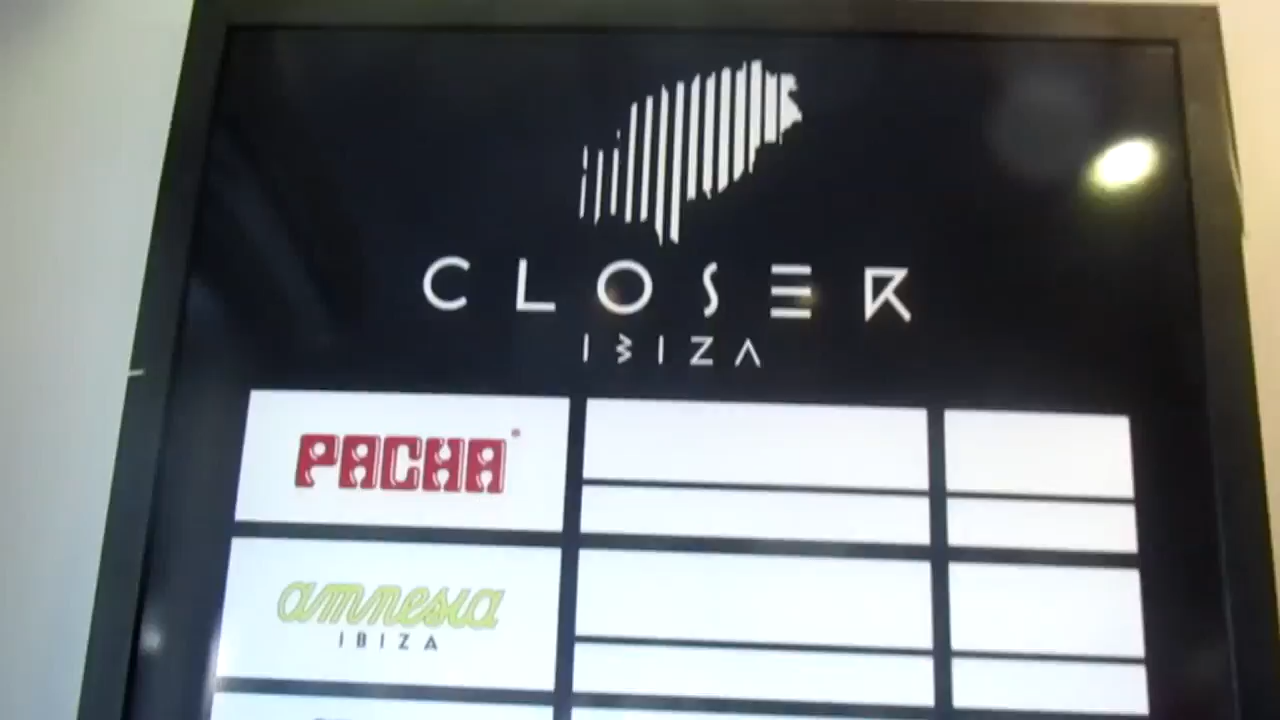 CLOSER
IBIZA
PACHA
amnesia
IBIZA